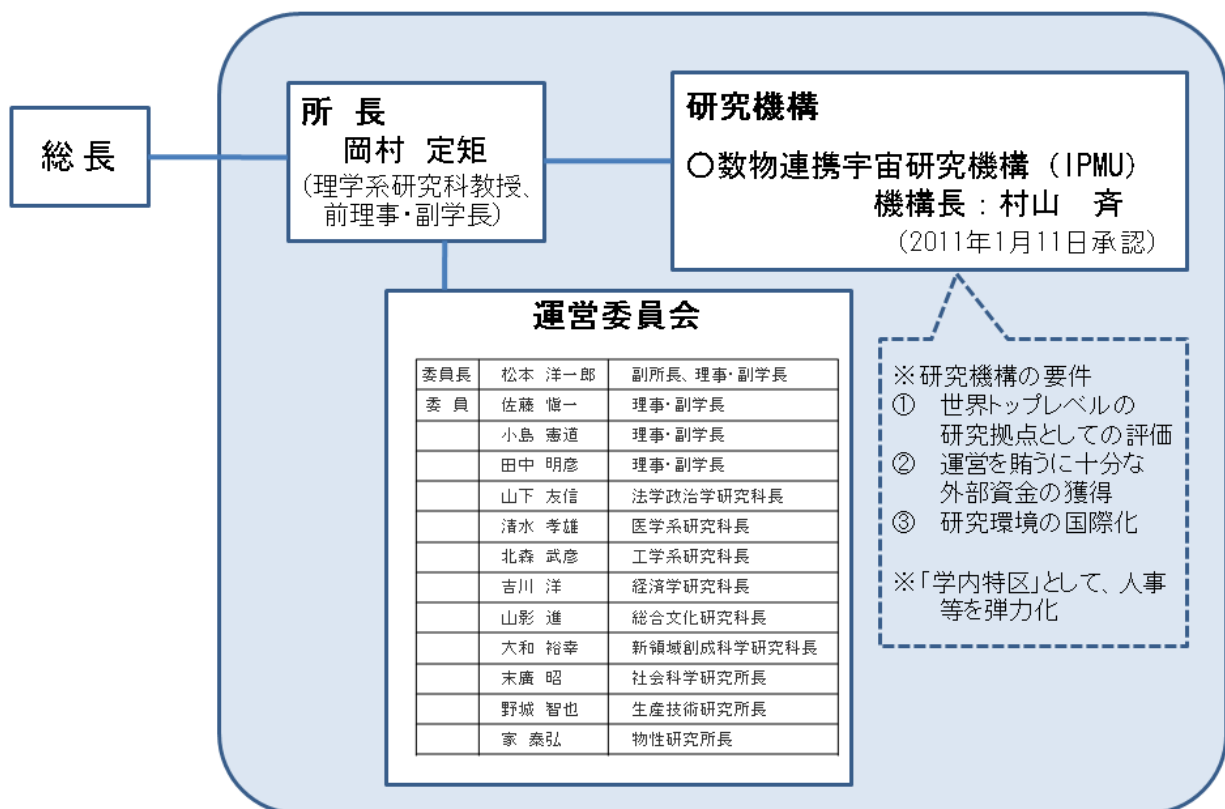 総 長
所 長
岡村 定矩
(理学系研究科教授、
前理事・副学長)
研究機構
〇数物連携宇宙研究機構 (IPMU)
機構長：村山 斉
(2011年1月11日承認)
運営委員会
委員長 松本 洋一郎 副所長、理事・副学長
委 員 佐藤 愼一 理事・副学長
小島 憲道 理事・副学長
田中 明彦 理事・副学長
山下 友信 法学政治学研究科長
清水 孝雄 医学系研究科長
北森 武彦 工学系研究科長
吉川 洋 経済学研究科長
山影 進 総合文化研究科長
大和 裕幸 新領域創成科学研究科長
末廣 昭 社会科学研究所長
野城 智也 生産技術研究所長
家 泰弘 物性研究所長
※研究機構の要件
① 世界トップレベルの
研究拠点としての評価
② 運営を賄うに十分な
外部資金の獲得
③ 研究環境の国際化
※「学内特区」として、人事
等を弾力化